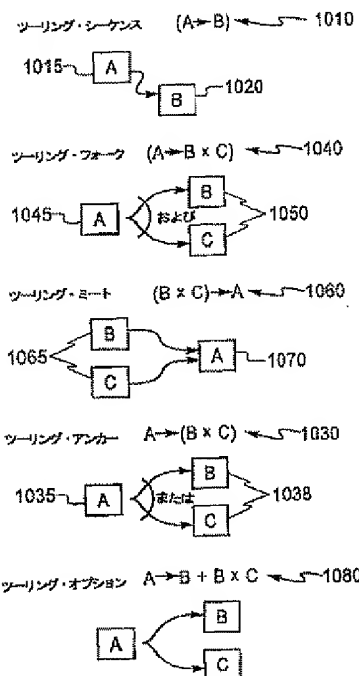 ツーリング・シーケンス (A→B) 1010
1015 A
B 1020
ツーリング・フォーク (A→B x C) 1040
B
1045 A および 1050
C
ツーリング・ミート (B x C)→A 1060
B
1065 A 1070
C
ツーリング・アンカー A→(B x C) 1030
B
1035 A または 1038
C
ツーリング・オプション A→B + B x C 1080
B
A
C